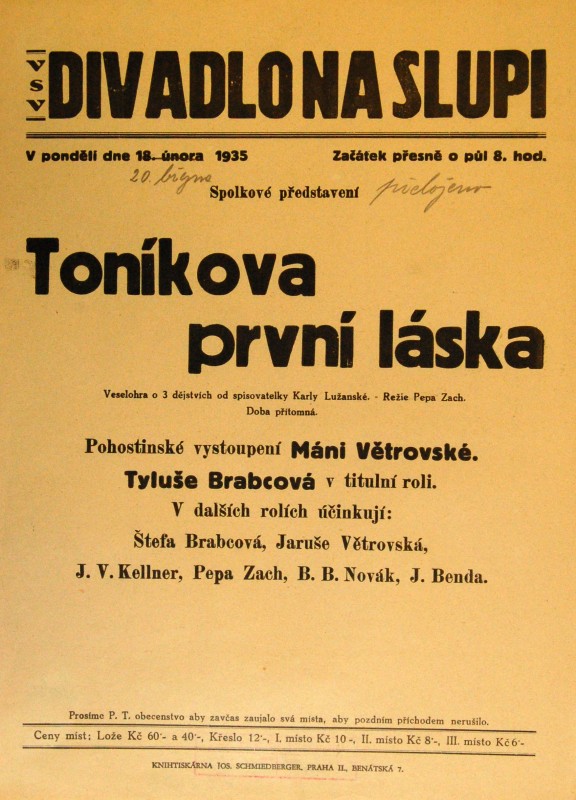 VSV DIVADLO NA SLUPI
V pondělí dne 18. února 1935 Začátek přesně o půl 8. hod.
20. března přeloženo
Spolkové představení
Toníkova
první láska
Veselohra o 3 dějstvích od spisovatelky Karly Lužanské. - Režie Pepa Zach.
Doba přítomná.
Pohostinské vystoupení Máni Větrovské.
Tyluše Brabcová v titulní roli.
V dalších rolích účinkují:
Štefa Brabcová, Jaruše Větrovská,
J. V. Kellner, Pepa Zach, B. B. Novák, J. Benda.
Prosíme P. T. obecenstvo aby zavčas zaujalo svá místa, aby pozdním příchodem nerušilo.
Ceny míst; Lože Kč 60·- a 40·-, Křeslo 12·-, I. místo Kč 10 -, II. místo Kč 8·-, III. místo Kč 6·-
KNIHTISKÁRNA JOS. SCHMIEDBERGER, PRAHA II., BENÁTSKÁ 7.